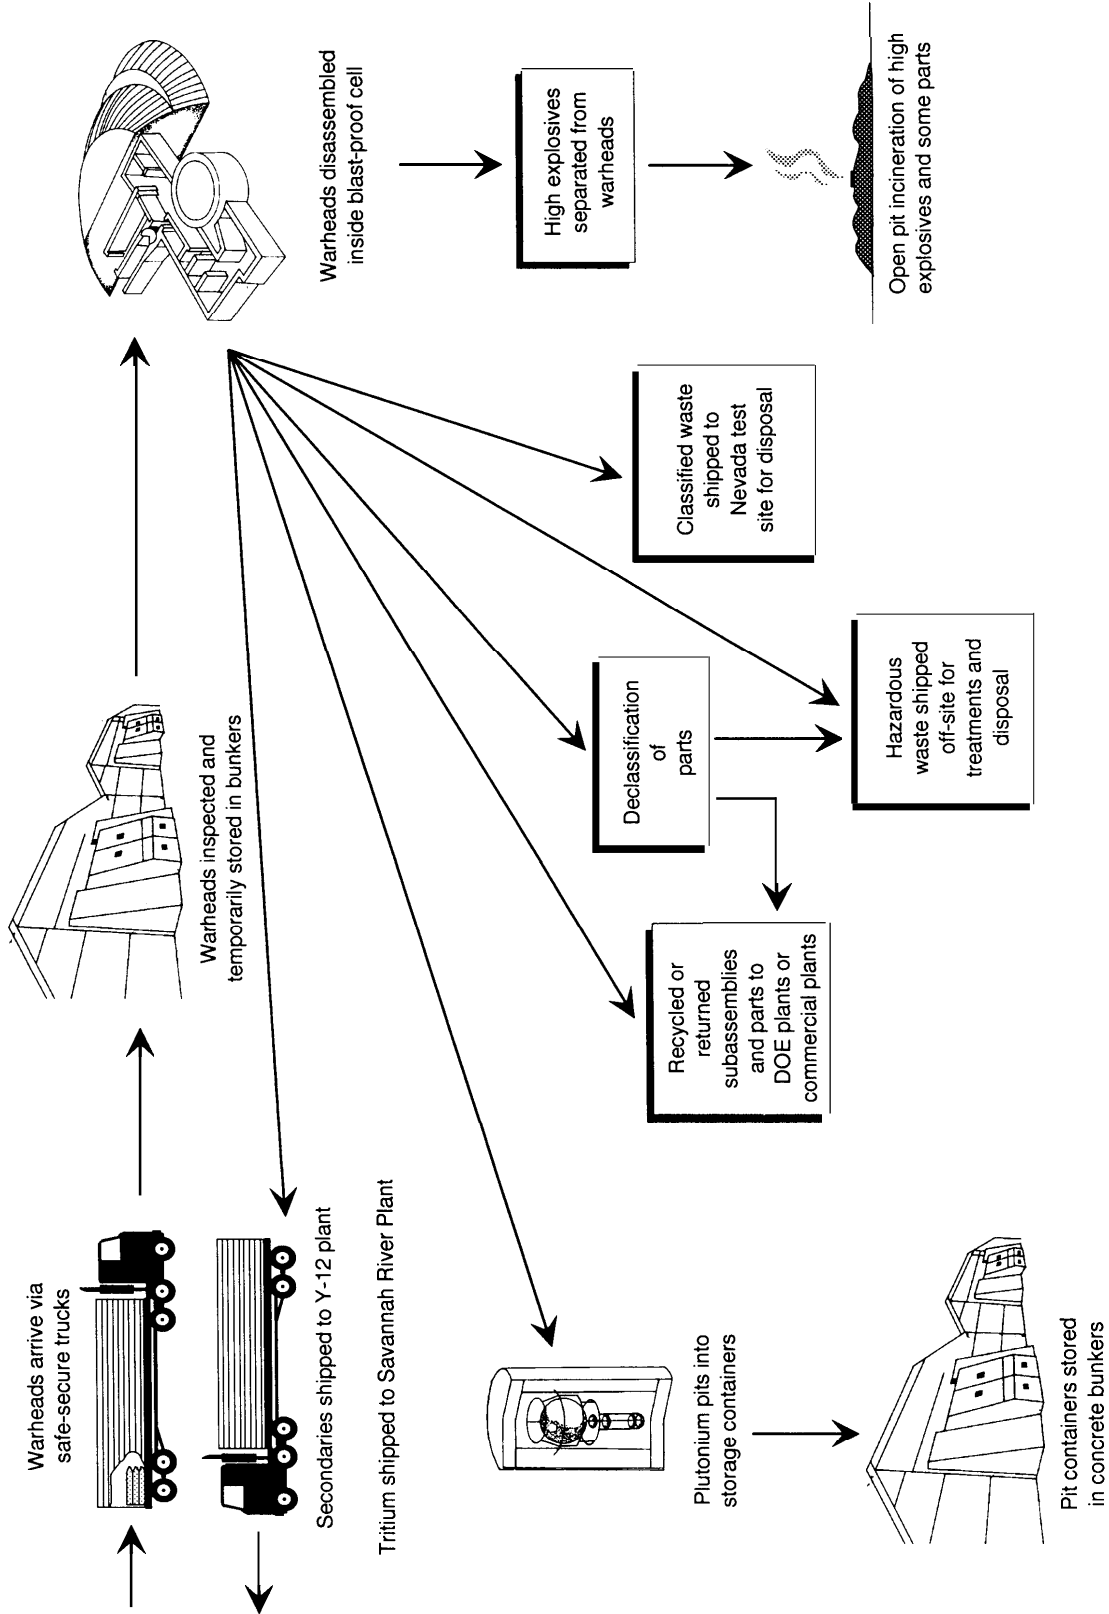 Warheads arrive via
safe-secure trucks
Warheads inspected and
temporarily stored in bunkers
Warheads disassembled
inside blast-proof cell
Secondaries shipped to Y-12 plant
Tritium shipped to Savannah River Plant
High explosives
separated from
warheads
Open pit incineration of high
explosives and some parts
Classified waste
shipped to
Nevada test
site for disposal
Declassification
of
parts
Hazardous
waste shipped
off-site for
treatments and
disposal
Recycled or
returned
subassemblies
and parts to
DOE plants or
commercial plants
Plutonium pits into
storage containers
Pit containers stored
in concrete bunkers